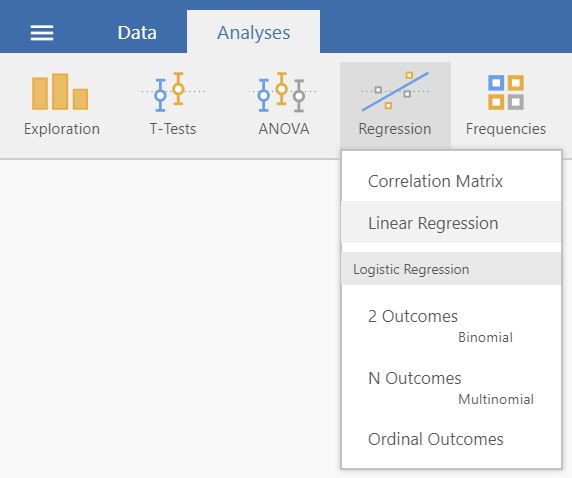 Data Analyses
Exploration T-Tests ANOVA Regression Frequencies
Correlation Matrix
Linear Regression
Logistic Regression
2 Outcomes
Binomial
N Outcomes
Multinomial
Ordinal Outcomes